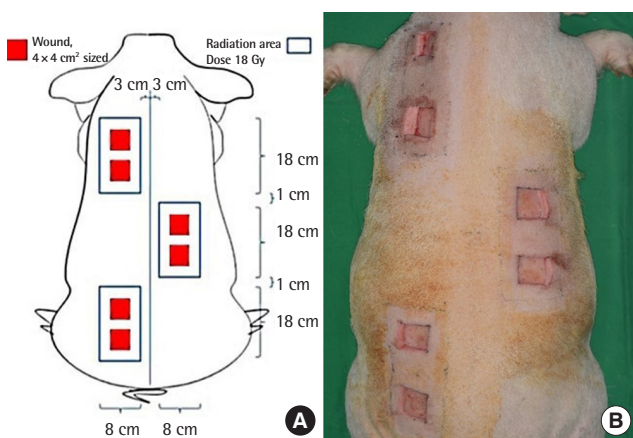 Wound,
4 × 4 cm² sized
Radiation area
Dose 18 Gy
3 cm 3 cm
18 cm
1 cm
18 cm
1 cm
18 cm
8 cm
8 cm
A
B